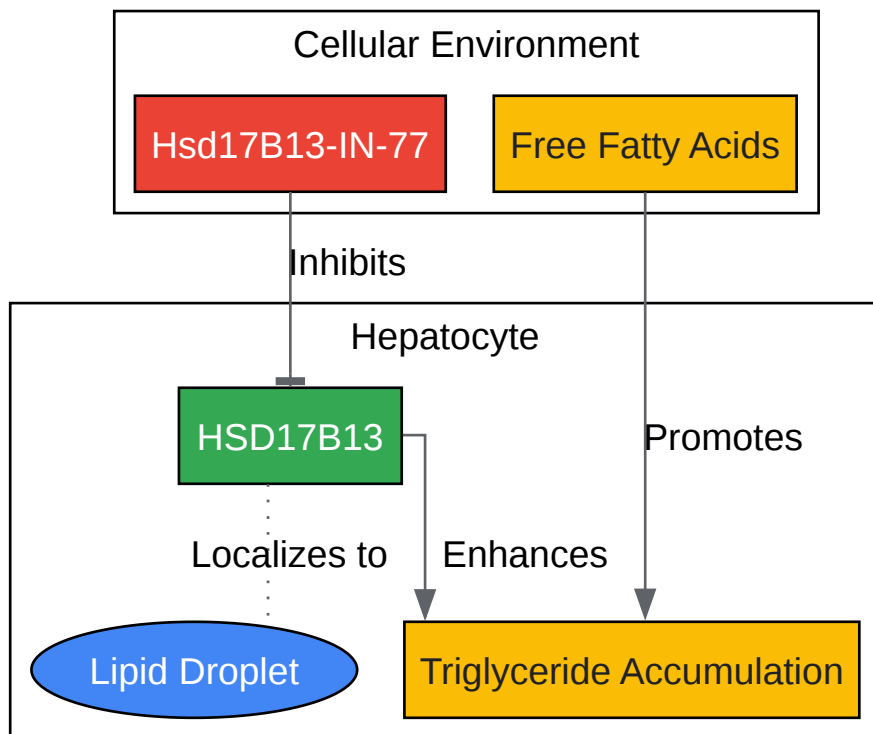 Cellular Environment
Hsd17B13-IN-77
Free Fatty Acids
Inhibits
Hepatocyte
HSD17B13
Promotes
Localizes to
Enhances
Lipid Droplet
Triglyceride Accumulation